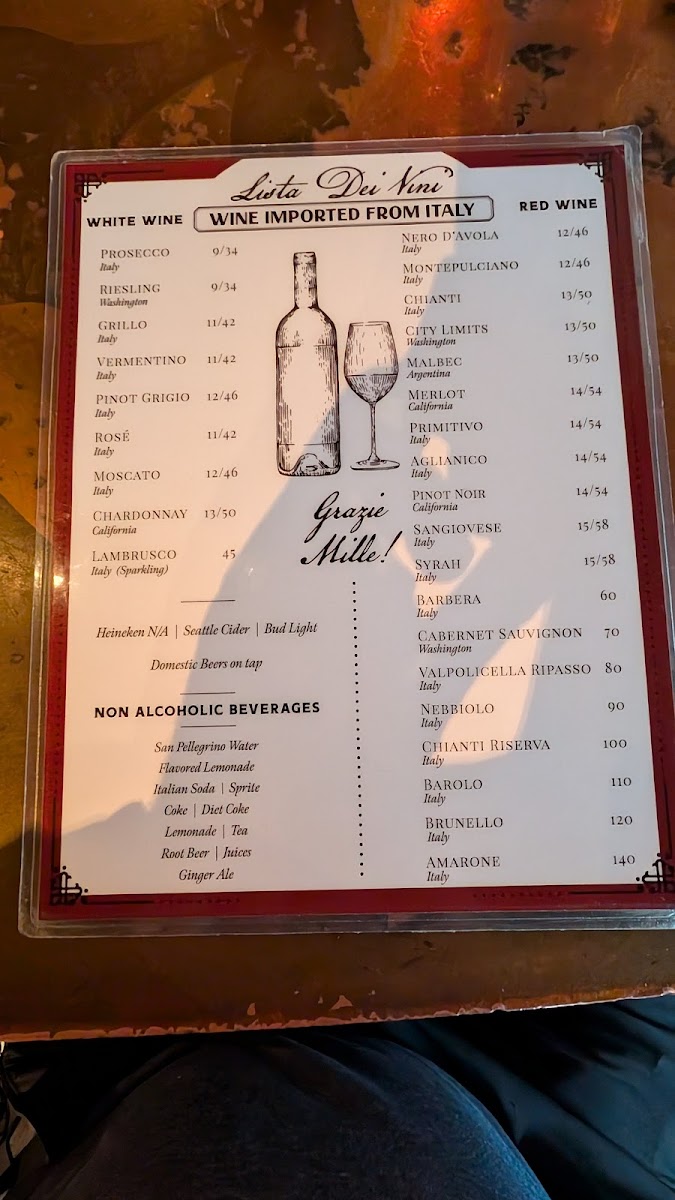 Lista Dei Vini
WINE IMPORTED FROM ITALY
WHITE WINE
PROSECCO 9/34
Italy
RIESLING 9/34
Washington
GRILLO 11/42
Italy
VERMENTINO 11/42
Italy
PINOT GRIGIO 12/46
Italy
ROSÉ 11/42
Italy
MOSCATO 12/46
Italy
CHARDONNAY 13/50
California
LAMBRUSCO 45
Italy (Sparkling)
Heineken N/A | Seattle Cider | Bud Light
Domestic Beers on tap
NON ALCOHOLIC BEVERAGES
San Pellegrino Water
Flavored Lemonade
Italian Soda | Sprite
Coke | Diet Coke
Lemonade | Tea
Root Beer | Juices
Ginger Ale
Grazie
Mille!
RED WINE
NERO D'AVOLA 12/46
Italy
MONTEPULCIANO 12/46
Italy
CHIANTI 13/50
Italy
CITY LIMITS 13/50
Washington
MALBEC 13/50
Argentina
MERLOT 14/54
California
PRIMITIVO 14/54
Italy
AGLIANICO 14/54
Italy
PINOT NOIR 14/54
California
SANGIOVESE 15/58
Italy
SYRAH 15/58
Italy
BARBERA 60
Italy
CABERNET SAUVIGNON 70
Washington
VALPOLICELLA RIPASSO 80
Italy
NEBBIOLO 90
Italy
CHIANTI RISERVA 100
Italy
BAROLO 110
Italy
BRUNELLO 120
Italy
AMARONE 140
Italy